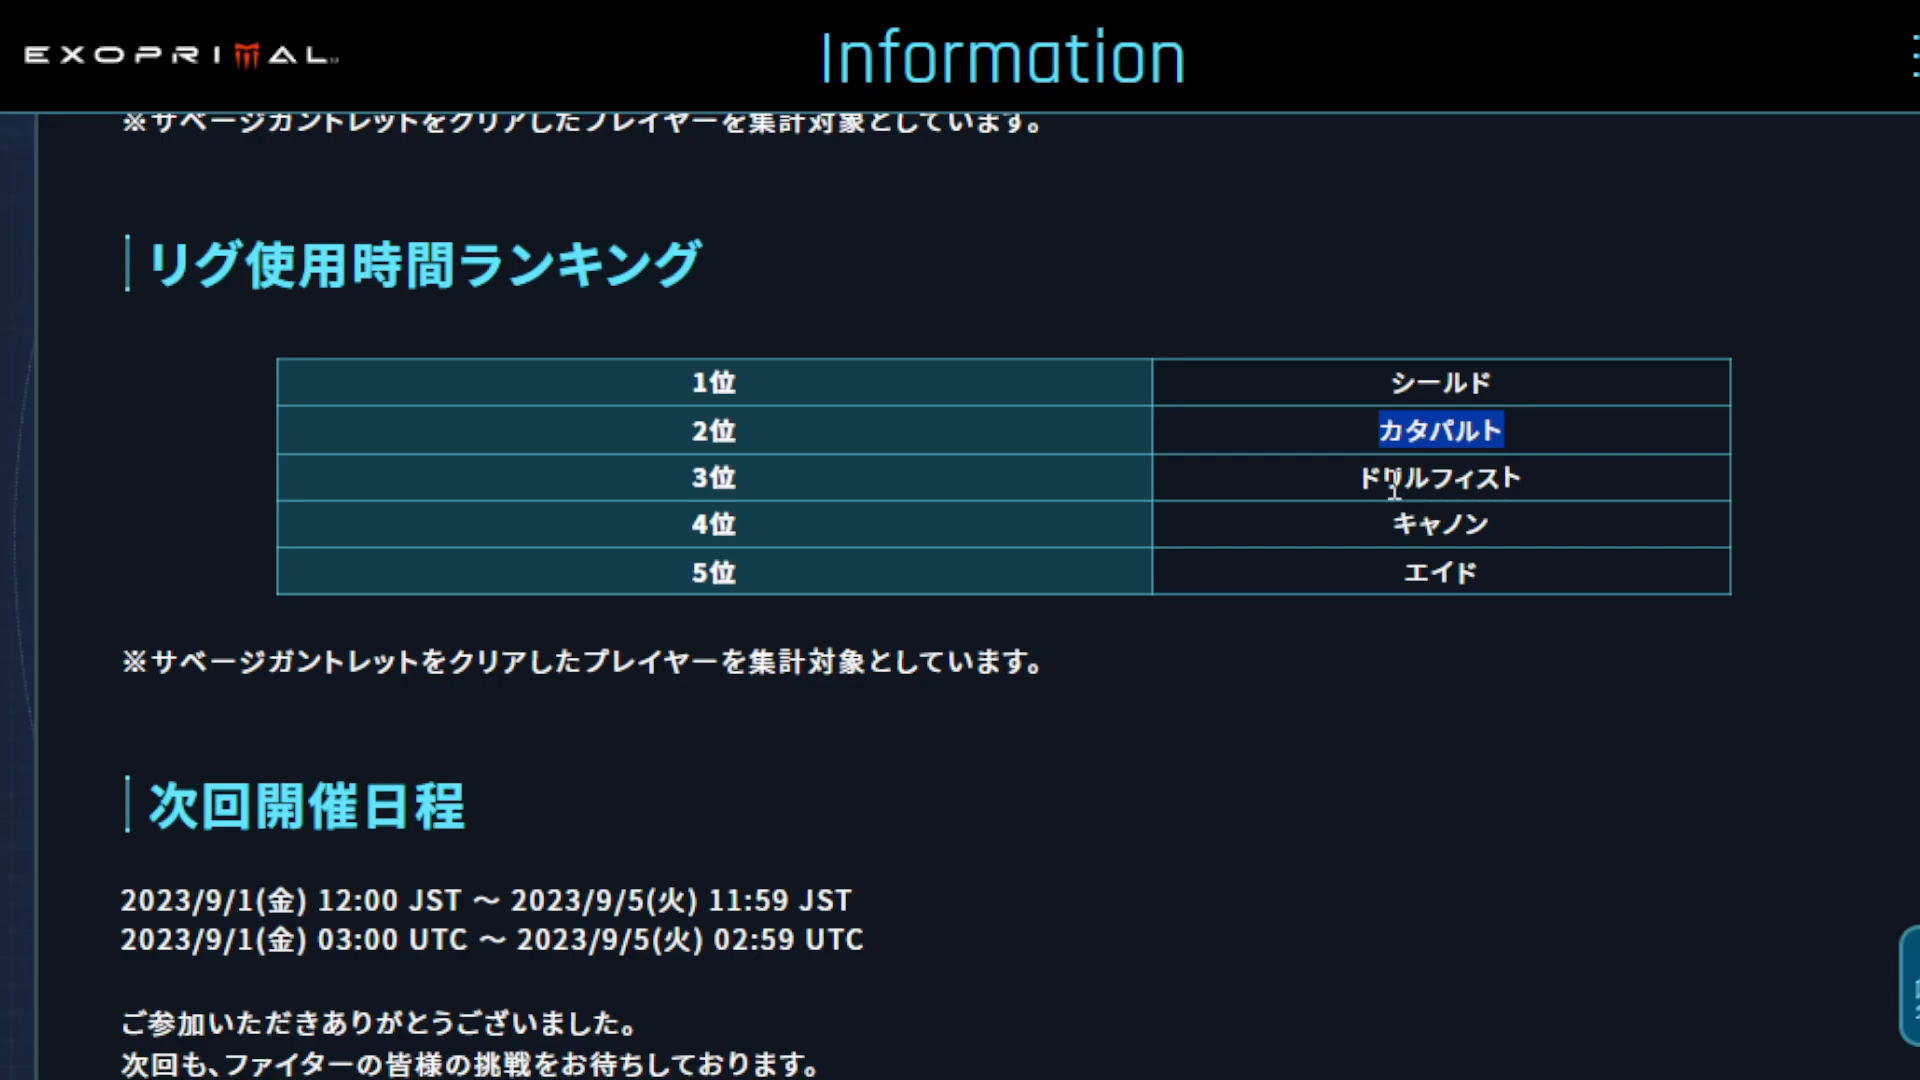 EXOPRIMAL
Information
※サベージガントレットをクリアしたプレイヤーを集計対象としています。
リグ使用時間ランキング
1位 シールド
2位 カタパルト
3位 ドリルフィスト
4位 キャノン
5位 エイド
※サベージガントレットをクリアしたプレイヤーを集計対象としています。
次回開催日程
2023/9/1(金) 12:00 JST ～ 2023/9/5(火) 11:59 JST
2023/9/1(金) 03:00 UTC ～ 2023/9/5(火) 02:59 UTC
ご参加いただきありがとうございました。
次回も、ファイターの皆様の挑戦をお待ちしております。